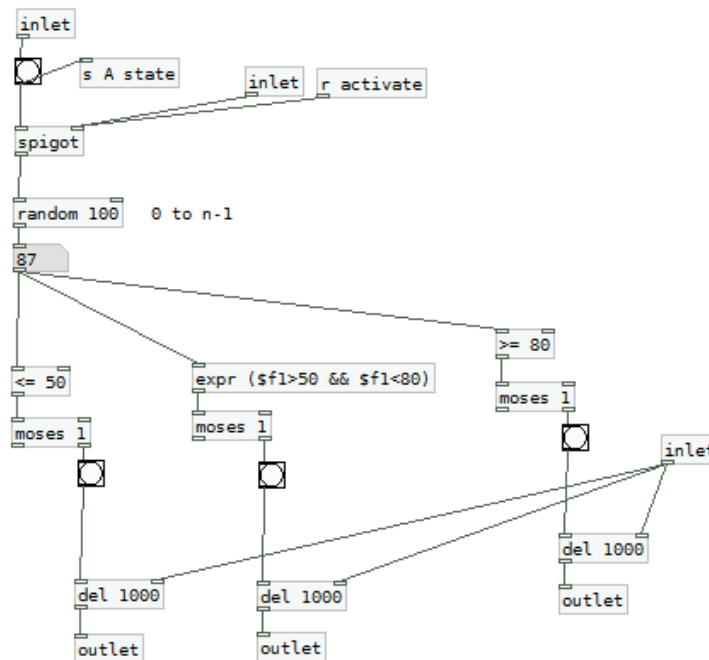 inlet
s A state
inlet
r activate
spigot
random 100
0 to n-1
87
>= 80
<= 50
expr ($f1>50 && $f1<80)
moses 1
moses 1
moses 1
inlet
del 1000
del 1000
del 1000
outlet
outlet
outlet